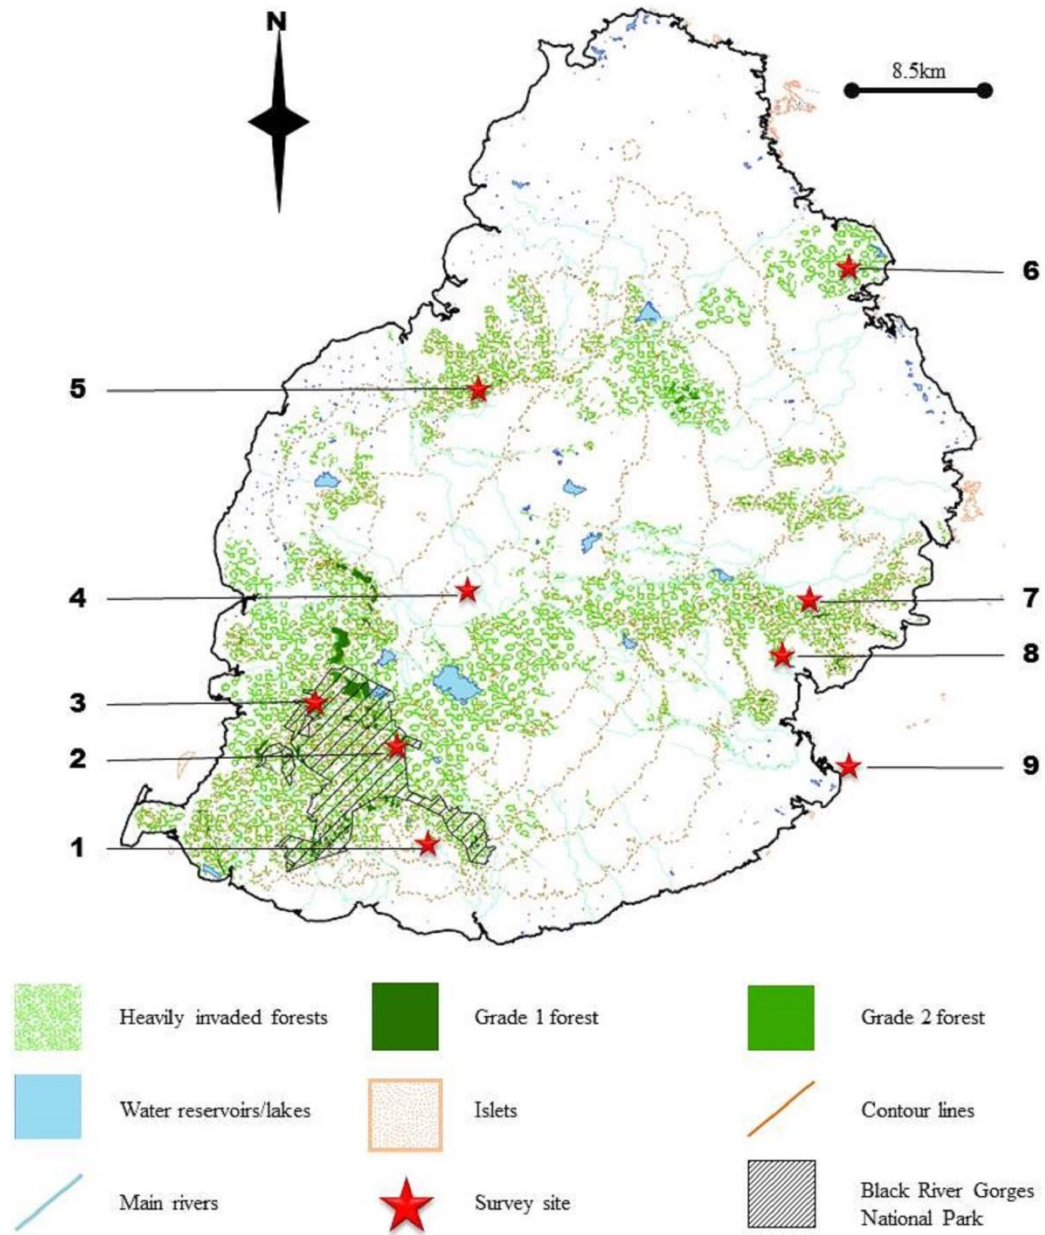 N
8.5km
6
5
4
7
8
3
2
9
1
Heavily invaded forests
Grade 1 forest
Grade 2 forest
Water reservoirs/lakes
Islets
Contour lines
Main rivers
Survey site
Black River Gorges
National Park